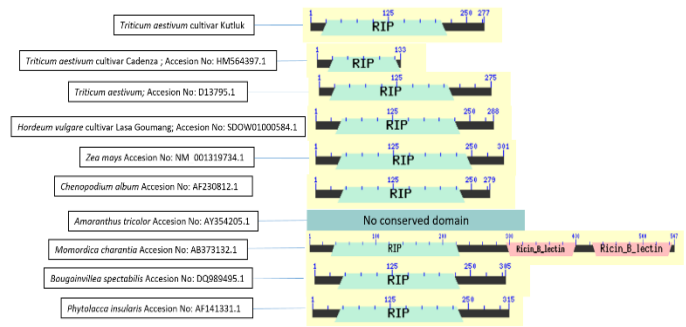 Triticum aestivum cultivar Kutluk
1 125 250 277
RIP
Triticum aestivum cultivar Cadenza ; Accesion No: HM564397.1
1 133
RIP
Triticum aestivum; Accesion No: D13795.1
1 125 275
RIP
Hordeum vulgare cultivar Lasa Goumang; Accesion No: SDOW01000584.1
1 125 250 288
RIP
Zea mays Accesion No: NM 001319734.1
1 125 250 301
RIP
Chenopodium album Accesion No: AF230812.1
1 125 250 279
RIP
Amaranthus tricolor Accesion No: AY354205.1
No conserved domain
Momordica charantia Accesion No: AB373132.1
1 100 200 300 400 500 547
RIP Ricin_B_lectin Ricin_B_lectin
Bougainvillea spectabilis Accesion No: DQ989495.1
1 125 250 305
RIP
Phytolacca insularis Accesion No: AF141331.1
1 125 250 315
RIP